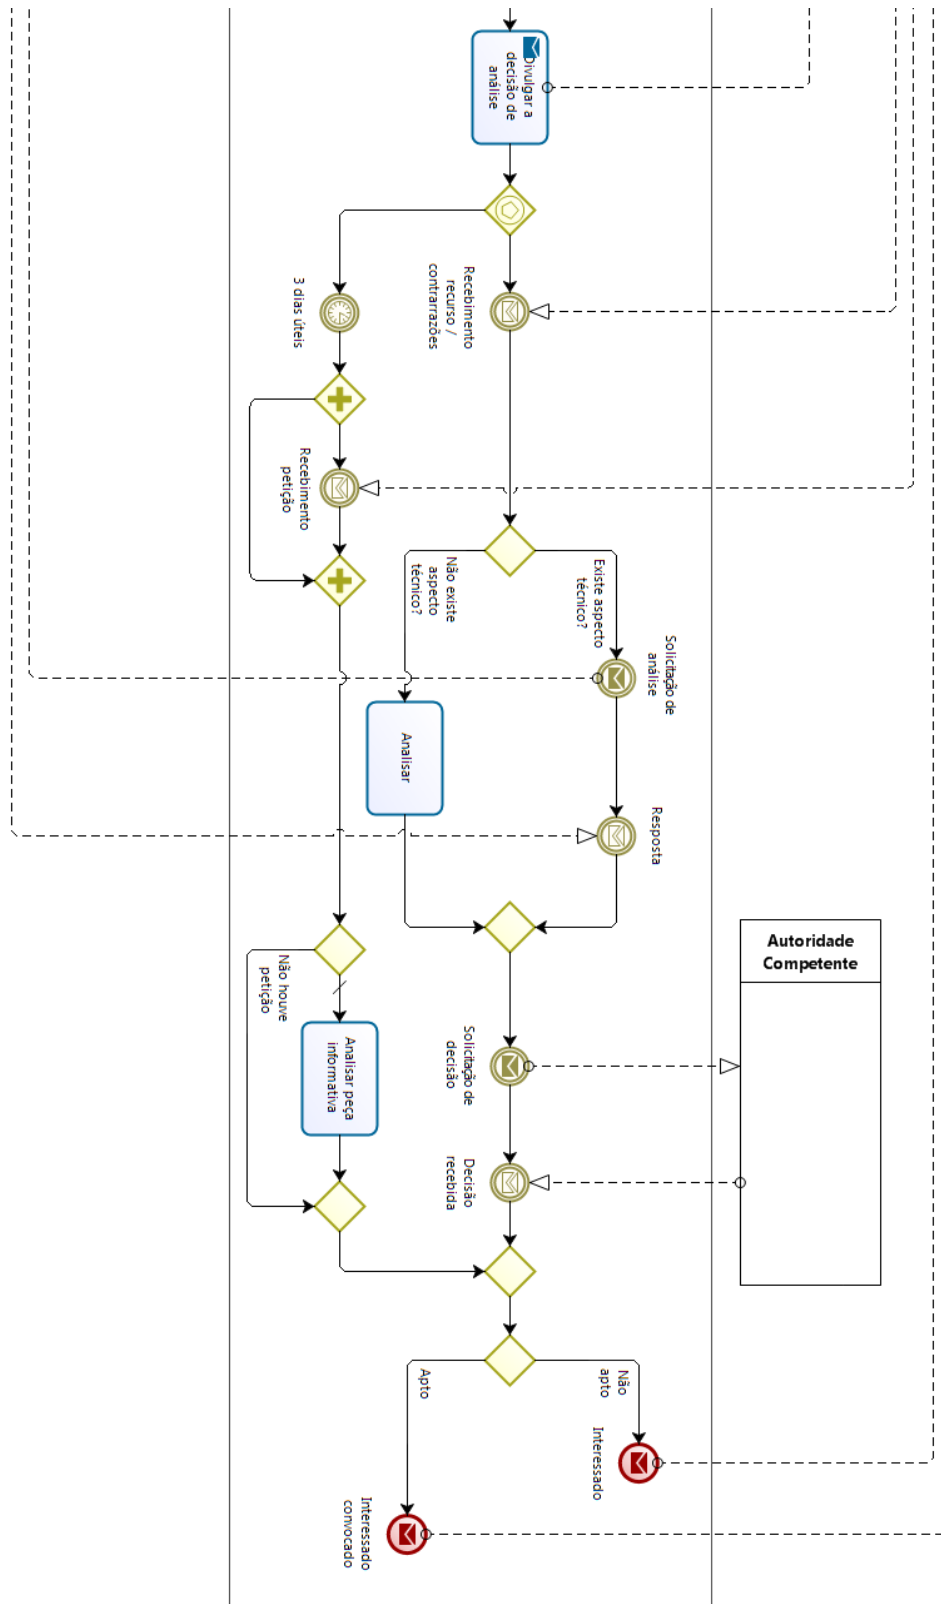 Divulgar a
decisão de
análise
3 dias úteis
Recebimento
recurso /
contrarrazões
Recebimento
petição
Não existe
aspecto
técnico?
Existe aspecto
técnico?
Solicitação de
análise
Analisar
Resposta
Autoridade
Competente
Não houve
petição
Analisar peça
informativa
Solicitação de
decisão
Decisão
recebida
Não
apto
Apto
Interessado
Interessado
convocado